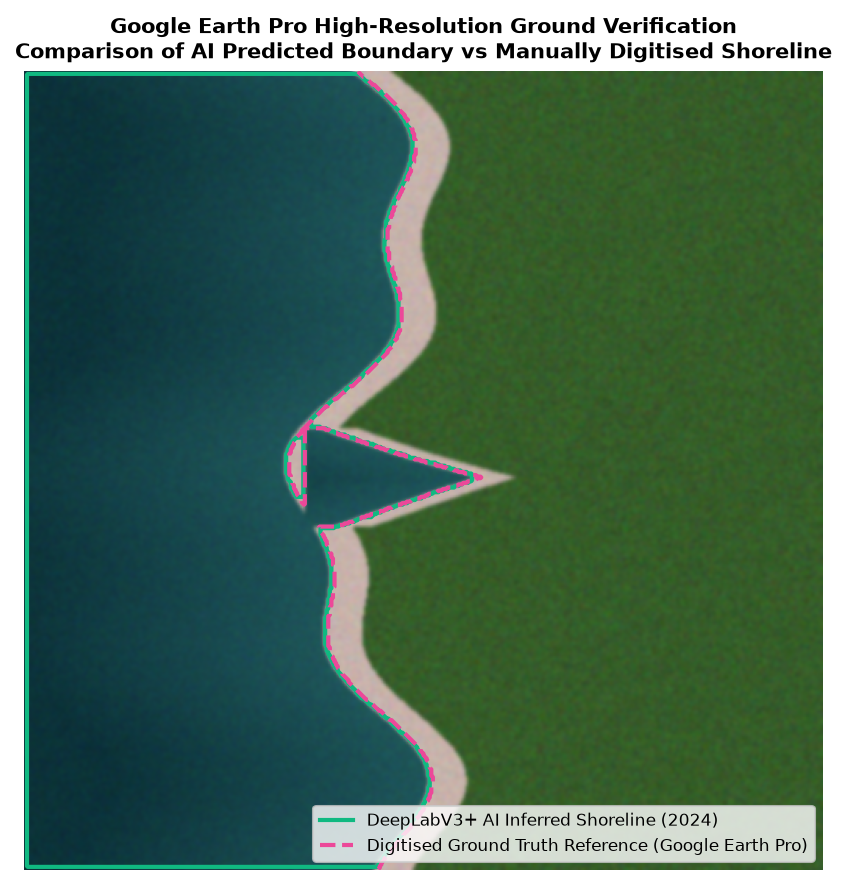 Google Earth Pro High-Resolution Ground Verification
Comparison of AI Predicted Boundary vs Manually Digitised Shoreline
DeepLabV3+ AI Inferred Shoreline (2024)
Digitised Ground Truth Reference (Google Earth Pro)